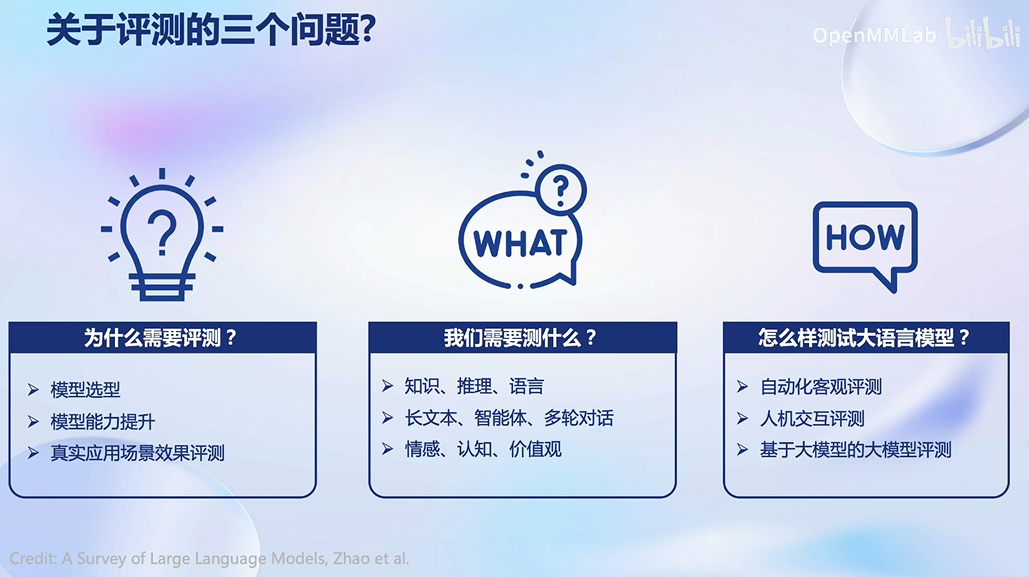 关于评测的三个问题?
OpenMMLab bilibili
?
?
WHAT
HOW
为什么需要评测？
模型选型
模型能力提升
真实应用场景效果评测
我们需要测什么？
知识、推理、语言
长文本、智能体、多轮对话
情感、认知、价值观
怎么样测试大语言模型？
自动化客观评测
人机交互评测
基于大模型的大模型评测
Credit: A Survey of Large Language Models, Zhao et al.